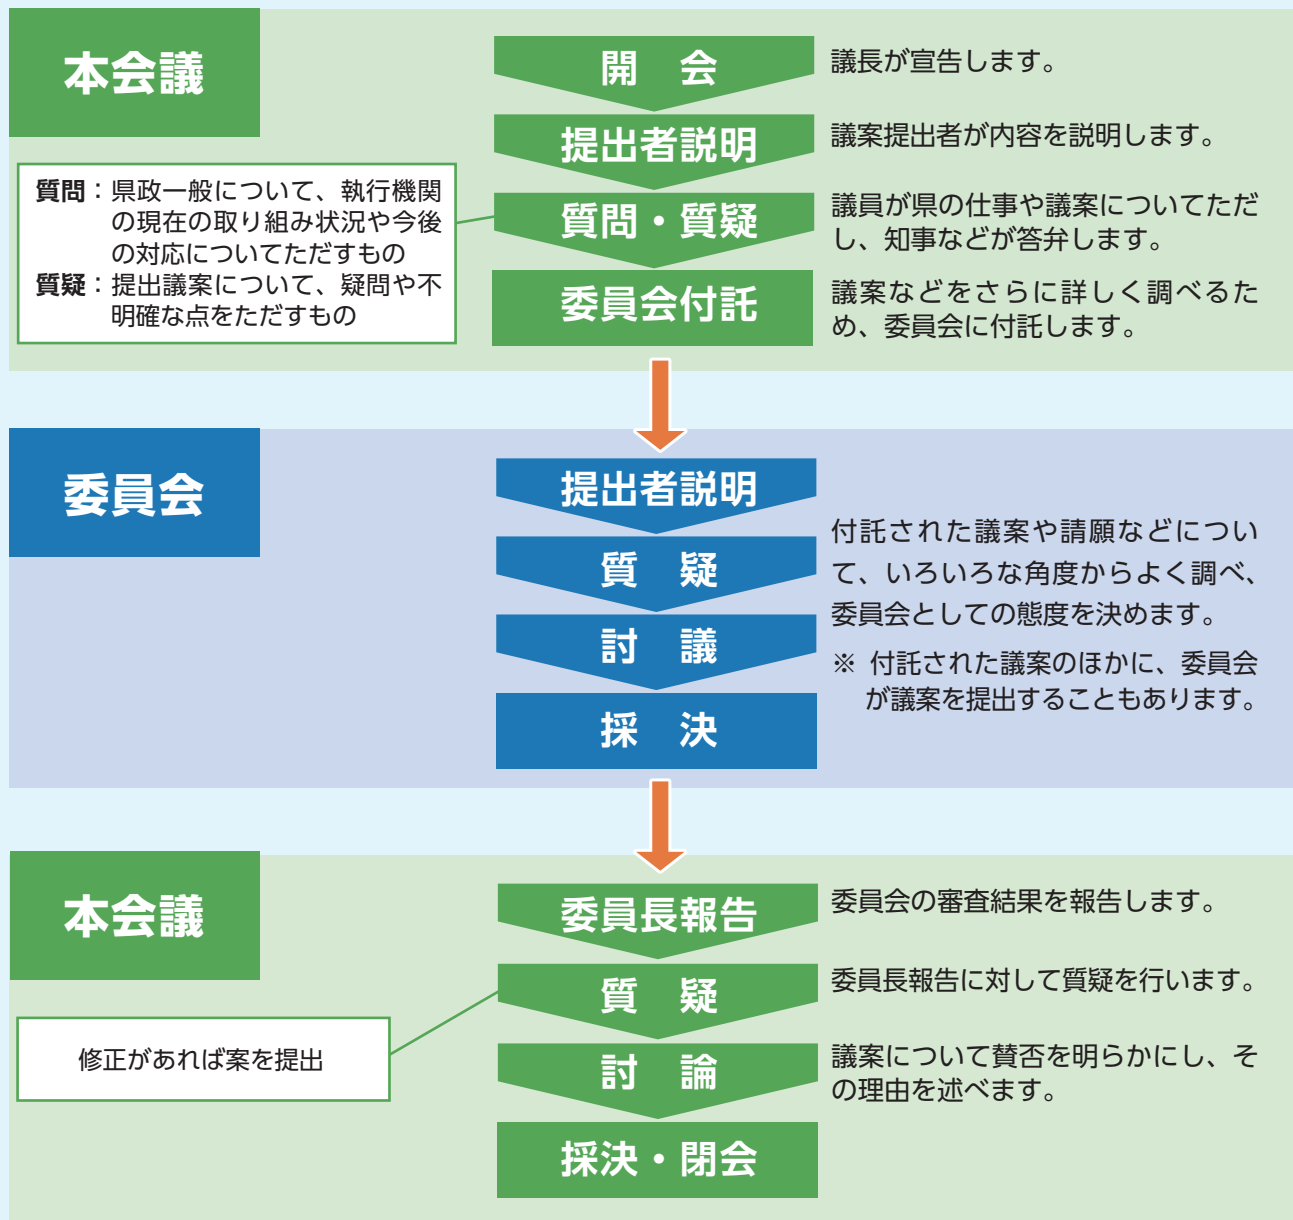 本会議
開　会
議長が宣告します。
提出者説明
議案提出者が内容を説明します。
質問・質疑
議員が県の仕事や議案についてただ
し、知事などが答弁します。
質問：県政一般について、執行機関
の現在の取り組み状況や今後
の対応についてただすもの
質疑：提出議案について、疑問や不
明確な点をただすもの
委員会付託
議案などをさらに詳しく調べるた
め、委員会に付託します。
委員会
提出者説明
質　疑
討　議
採　決
付託された議案や請願などについ
て、いろいろな角度からよく調べ、
委員会としての態度を決めます。
※ 付託された議案のほかに、委員会
が議案を提出することもあります。
本会議
委員長報告
委員会の審査結果を報告します。
質　疑
委員長報告に対して質疑を行います。
修正があれば案を提出
討　論
議案について賛否を明らかにし、そ
の理由を述べます。
採決・閉会